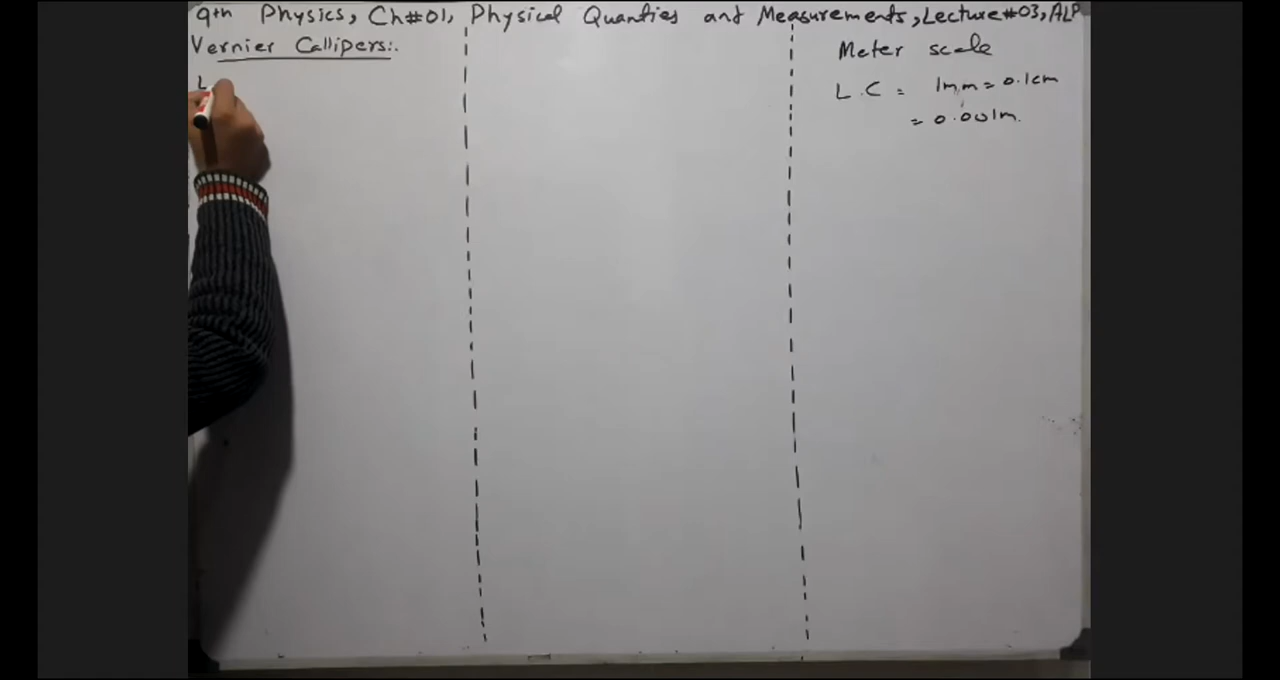 9th Physics, Ch#01, Physical Quanties and Measurements, Lecture#03, ALP
Vernier Callipers:.
L
Meter scale
L.C = 1mm = 0.1cm
= 0.001m.